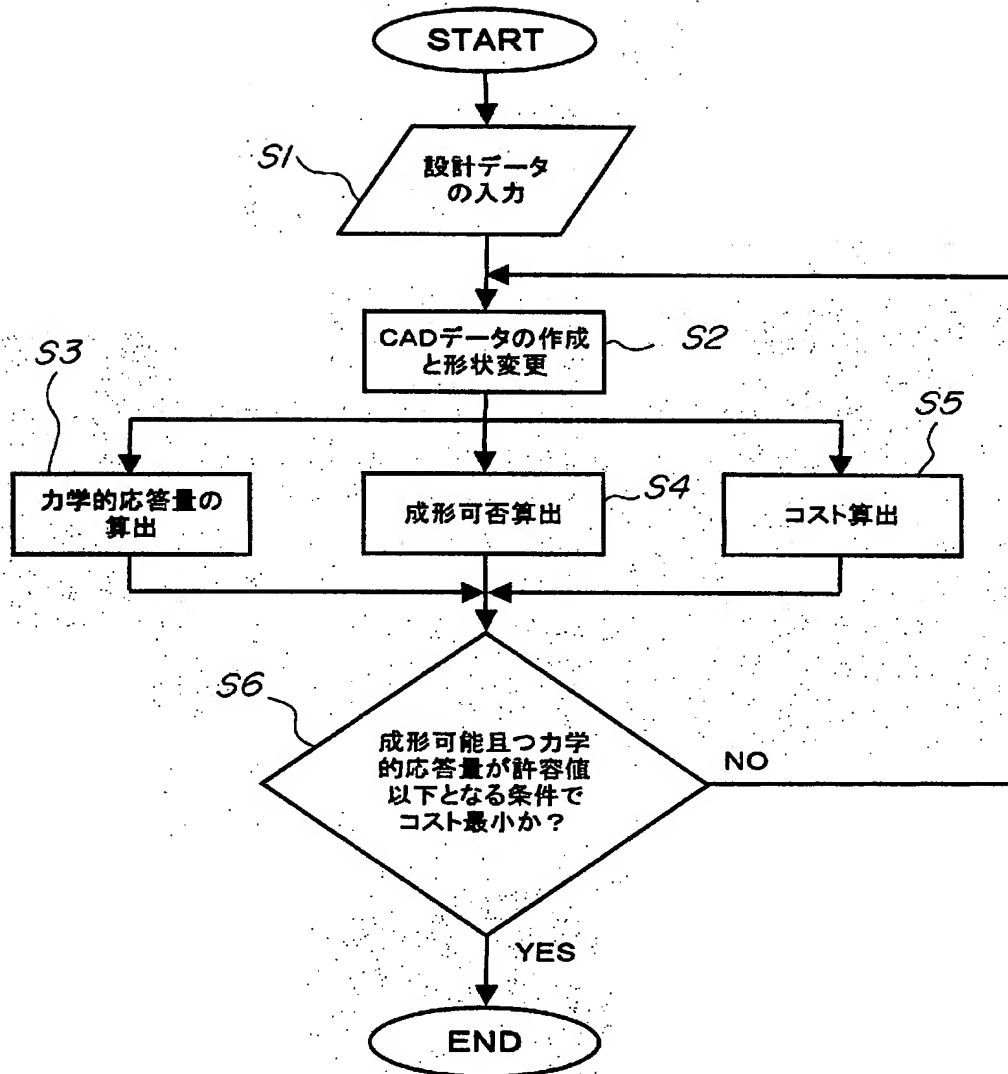 START
S1
設計データ
の入力
CADデータの作成
と形状変更
S2
S3
力学的応答量の
算出
成形可否算出
S4
S5
コスト算出
S6
成形可能且つ力学
的応答量が許容値
以下となる条件で
コスト最小か？
NO
YES
END